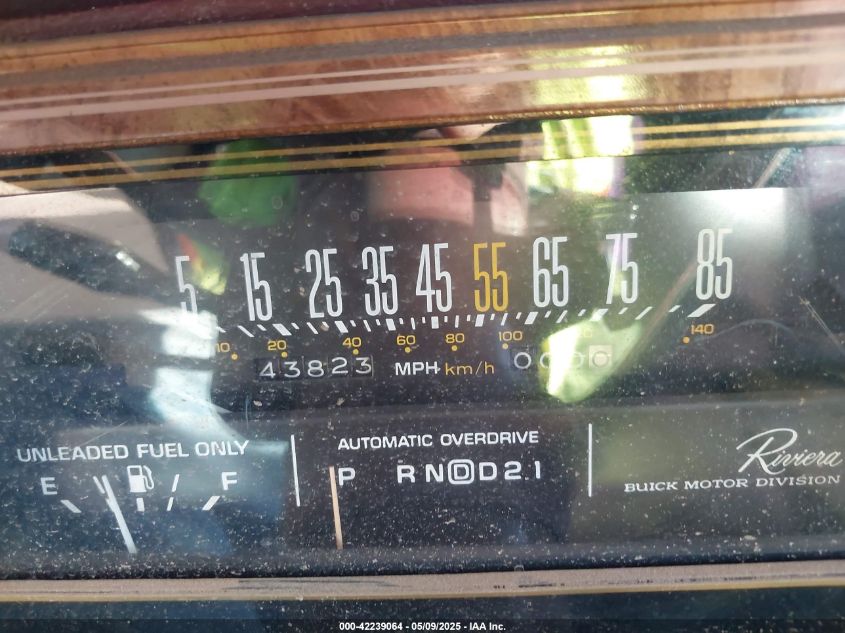 5 15 25 35 45 55 65 75 85
10 20 40 60 80 100 140
43823 MPH km/h 000
UNLEADED FUEL ONLY
E F
AUTOMATIC OVERDRIVE
P R N D D 2 1
Riviera
BUICK MOTOR DIVISION
000-42239064 - 05/09/2025 - IAA Inc.